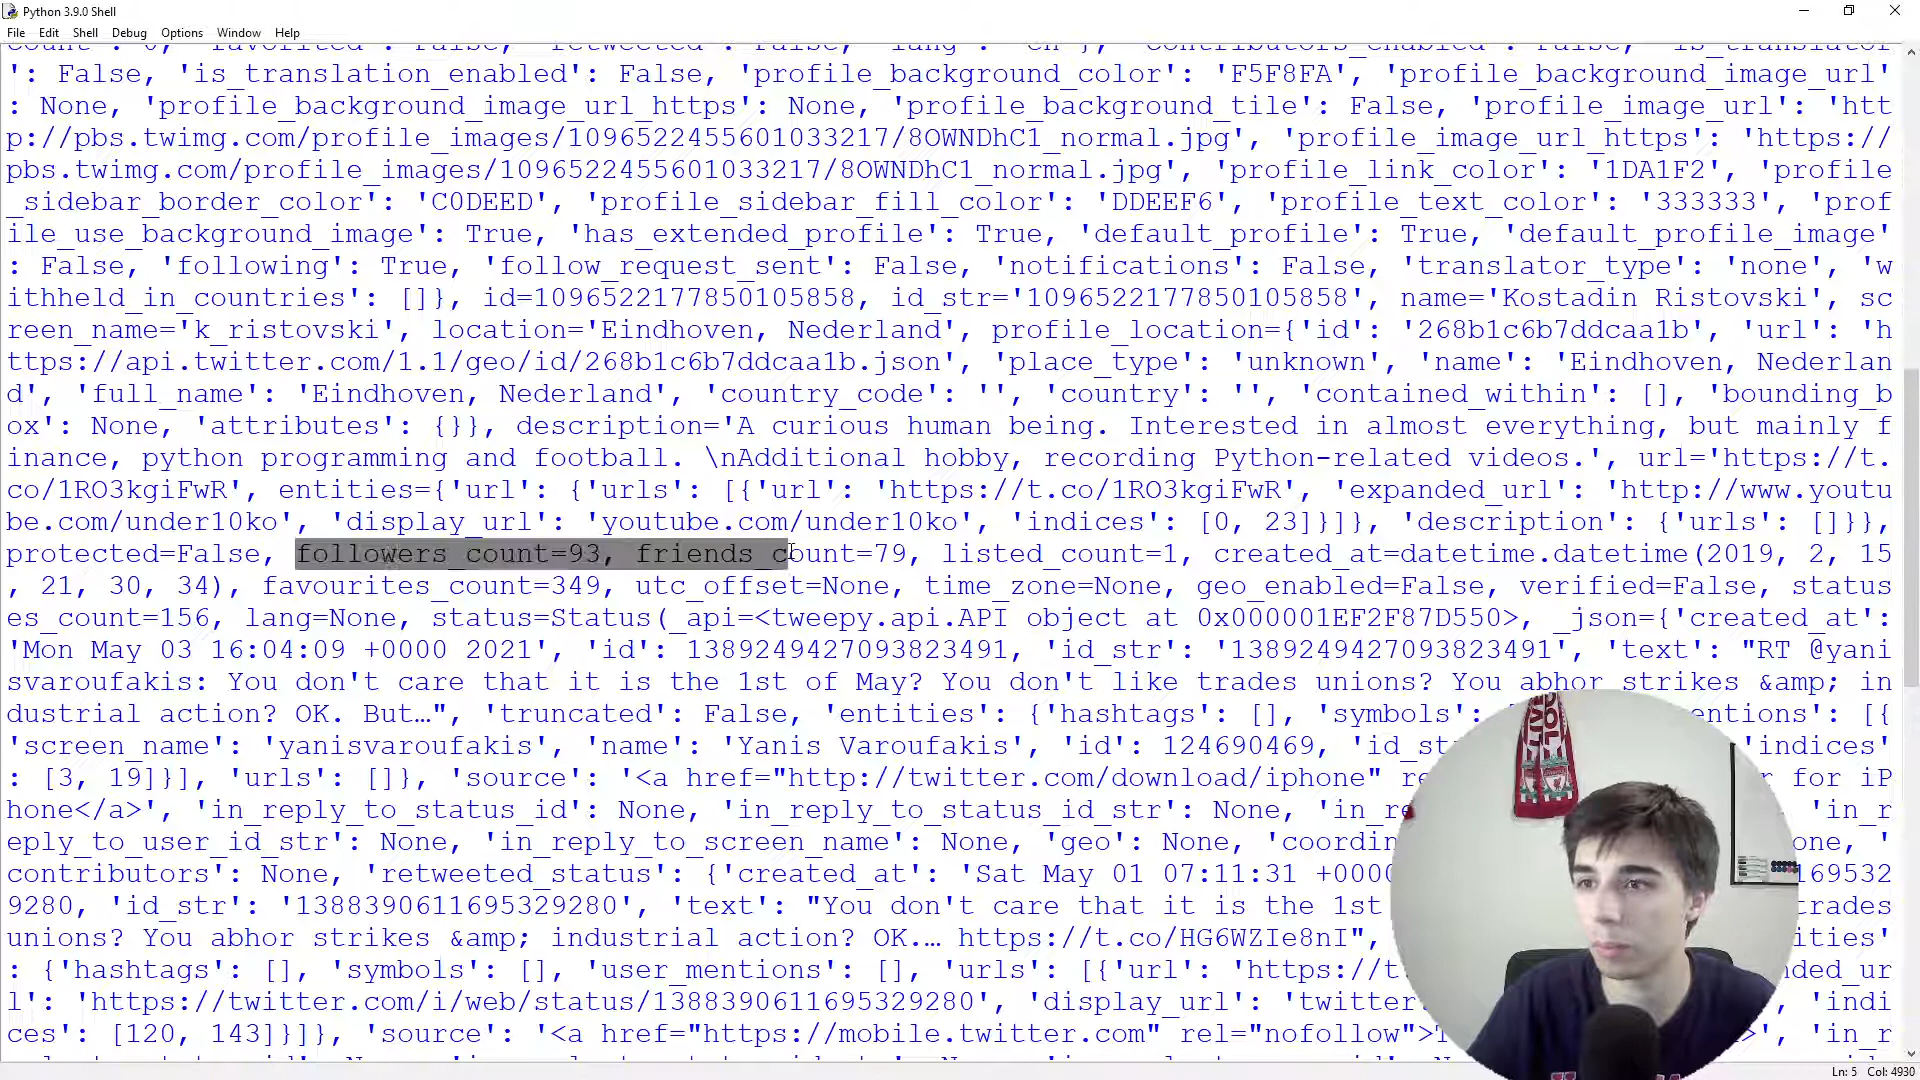 Python 3.9.0 Shell
File Edit Shell Debug Options Window Help
': False, 'is_translation_enabled': False, 'profile_background_color': 'F5F8FA', 'profile_background_image_url'
: None, 'profile_background_image_url_https': None, 'profile_background_tile': False, 'profile_image_url': 'htt
p://pbs.twimg.com/profile_images/1096522455601033217/8OWNDhC1_normal.jpg', 'profile_image_url_https': 'https://
pbs.twimg.com/profile_images/1096522455601033217/8OWNDhC1_normal.jpg', 'profile_link_color': '1DA1F2', 'profile
_sidebar_border_color': 'C0DEED', 'profile_sidebar_fill_color': 'DDEEF6', 'profile_text_color': '333333', 'prof
ile_use_background_image': True, 'has_extended_profile': True, 'default_profile': True, 'default_profile_image'
: False, 'following': True, 'follow_request_sent': False, 'notifications': False, 'translator_type': 'none', 'w
ithheld_in_countries': []}, id=1096522177850105858, id_str='1096522177850105858', name='Kostadin Ristovski', sc
reen_name='k_ristovski', location='Eindhoven, Nederland', profile_location={'id': '268b1c6b7ddcaa1b', 'url': 'h
ttps://api.twitter.com/1.1/geo/id/268b1c6b7ddcaa1b.json', 'place_type': 'unknown', 'name': 'Eindhoven, Nederlan
d', 'full_name': 'Eindhoven, Nederland', 'country_code': '', 'country': '', 'contained_within': [], 'bounding_b
ox': None, 'attributes': {}}, description='A curious human being. Interested in almost everything, but mainly f
inance, python programming and football. \nAdditional hobby, recording Python-related videos.', url='https://t.
co/1RO3kgiFwR', entities={'url': {'urls': [{'url': 'https://t.co/1RO3kgiFwR', 'expanded_url': 'http://www.youtu
be.com/under10ko', 'display_url': 'youtube.com/under10ko', 'indices': [0, 23]}]}, 'description': {'urls': []}},
protected=False, followers_count=93, friends_count=79, listed_count=1, created_at=datetime.datetime(2019, 2, 15
, 21, 30, 34), favourites_count=349, utc_offset=None, time_zone=None, geo_enabled=False, verified=False, status
es_count=156, lang=None, status=Status(_api=<tweepy.api.API object at 0x000001EF2F87D550>, _json={'created_at':
'Mon May 03 16:04:09 +0000 2021', 'id': 1389249427093823491, 'id_str': '1389249427093823491', 'text': "RT @yani
svaroufakis: You don't care that it is the 1st of May? You don't like trades unions? You abhor strikes &amp; in
dustrial action? OK. But…", 'truncated': False, 'entities': {'hashtags': [], 'symbols': entions': [{
'screen_name': 'yanisvaroufakis', 'name': 'Yanis Varoufakis', 'id': 124690469, 'id_st 'indices'
: [3, 19]}], 'urls': []}, 'source': '<a href="http://twitter.com/download/iphone" re r for iP
hone</a>', 'in_reply_to_status_id': None, 'in_reply_to_status_id_str': None, 'in_re 'in_r
eply_to_user_id_str': None, 'in_reply_to_screen_name': None, 'geo': None, 'coordin one, '
contributors': None, 'retweeted_status': {'created_at': 'Sat May 01 07:11:31 +0000 169532
9280, 'id_str': '1388390611695329280', 'text': "You don't care that it is the 1st trades
unions? You abhor strikes &amp; industrial action? OK.… https://t.co/HG6WZIe8nI", ities'
: {'hashtags': [], 'symbols': [], 'user_mentions': [], 'urls': [{'url': 'https://t nded_ur
l': 'https://twitter.com/i/web/status/1388390611695329280', 'display_url': 'twitter. 'indi
ces': [120, 143]}]}, 'source': '<a href="https://mobile.twitter.com" rel="nofollow">T 'in_r
Ln: 5 Col: 4930